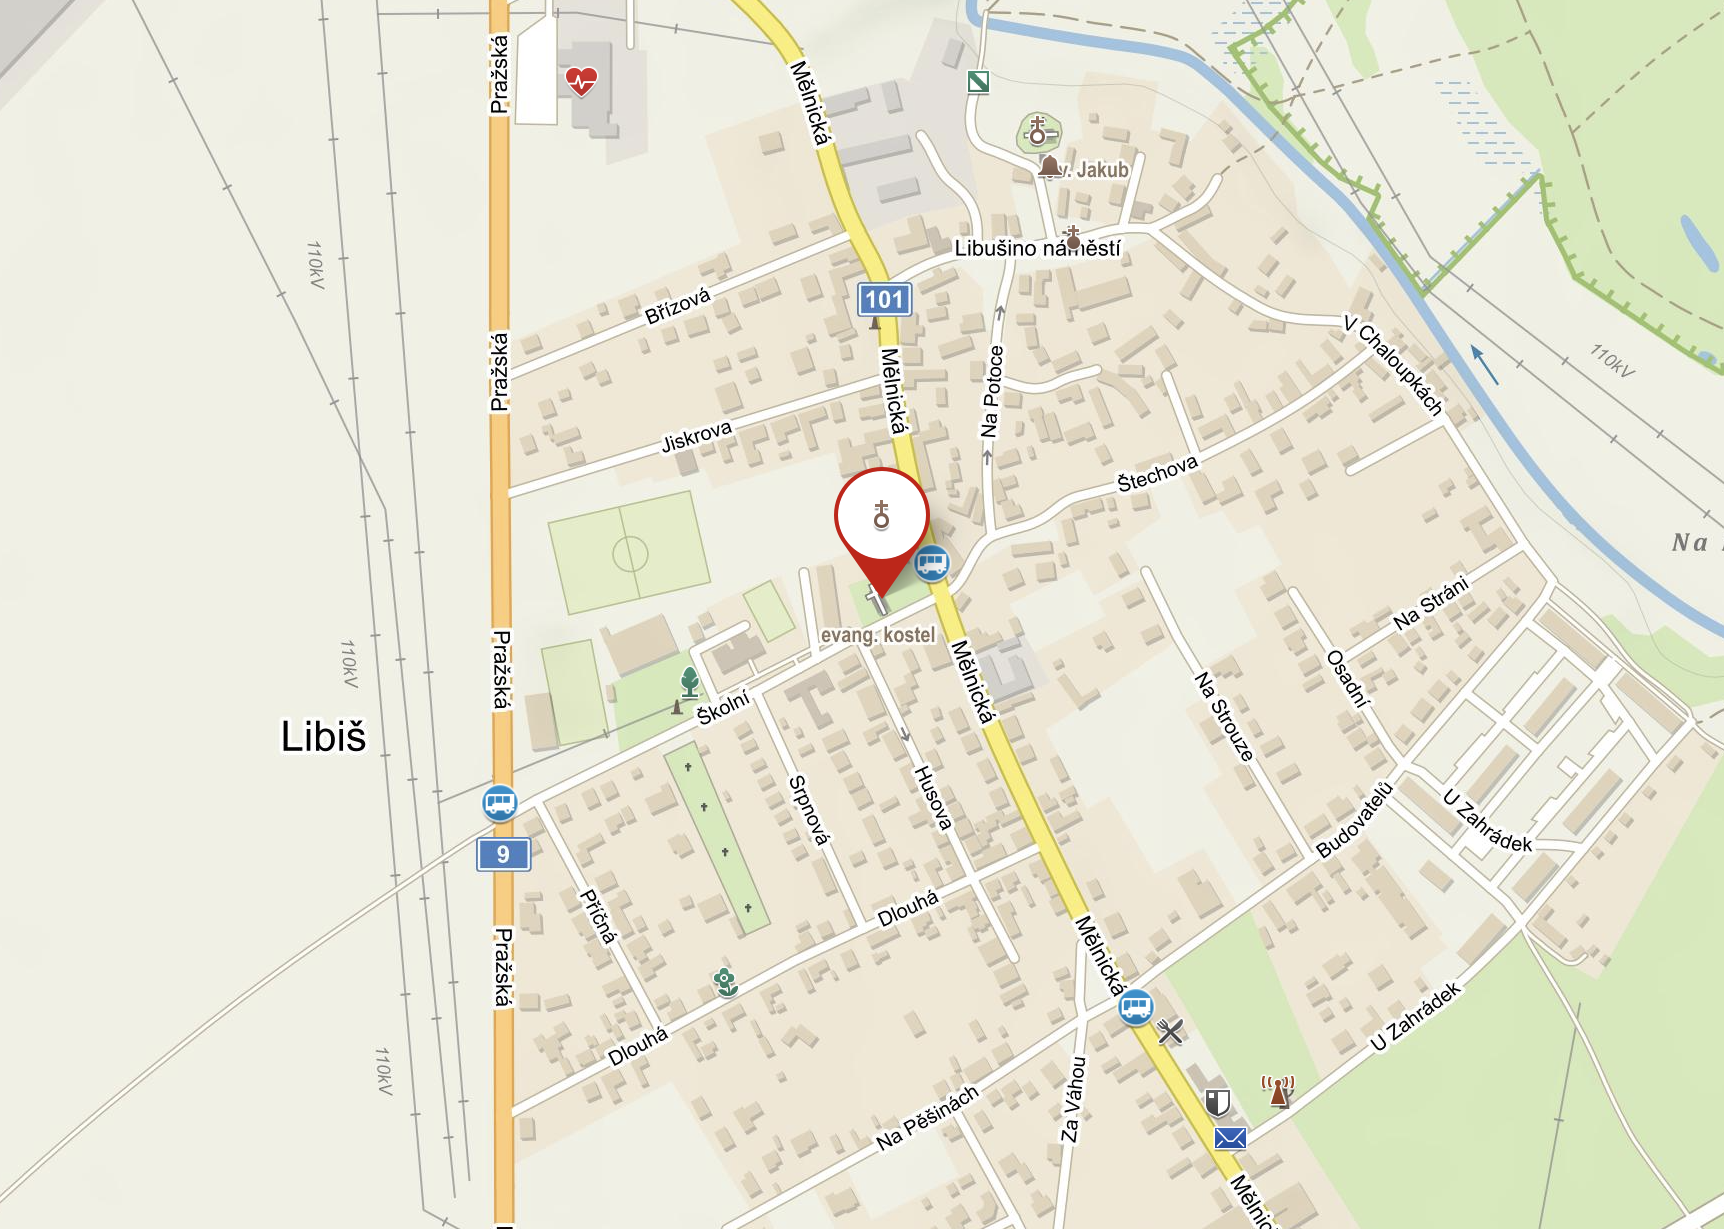 Pražská
Mělnická
sv. Jakub
Libušino náměstí
110kV
Břízová
101
Pražská
Mělnická
Na Potoce
V Chaloupkách
110kV
Jiskrova
Štechova
Na
evang. kostel
Na Stráni
Pražská
110kV
Mělnická
Osadní
Školní
Na Strouze
Libiš
Srpnová
Husova
U Zahrádek
Budovatelů
9
Příčná
Dlouhá
Pražská
Mělnická
Dlouhá
U Zahrádek
110kV
Na Pěšinách
Za Váhou
Mělnic